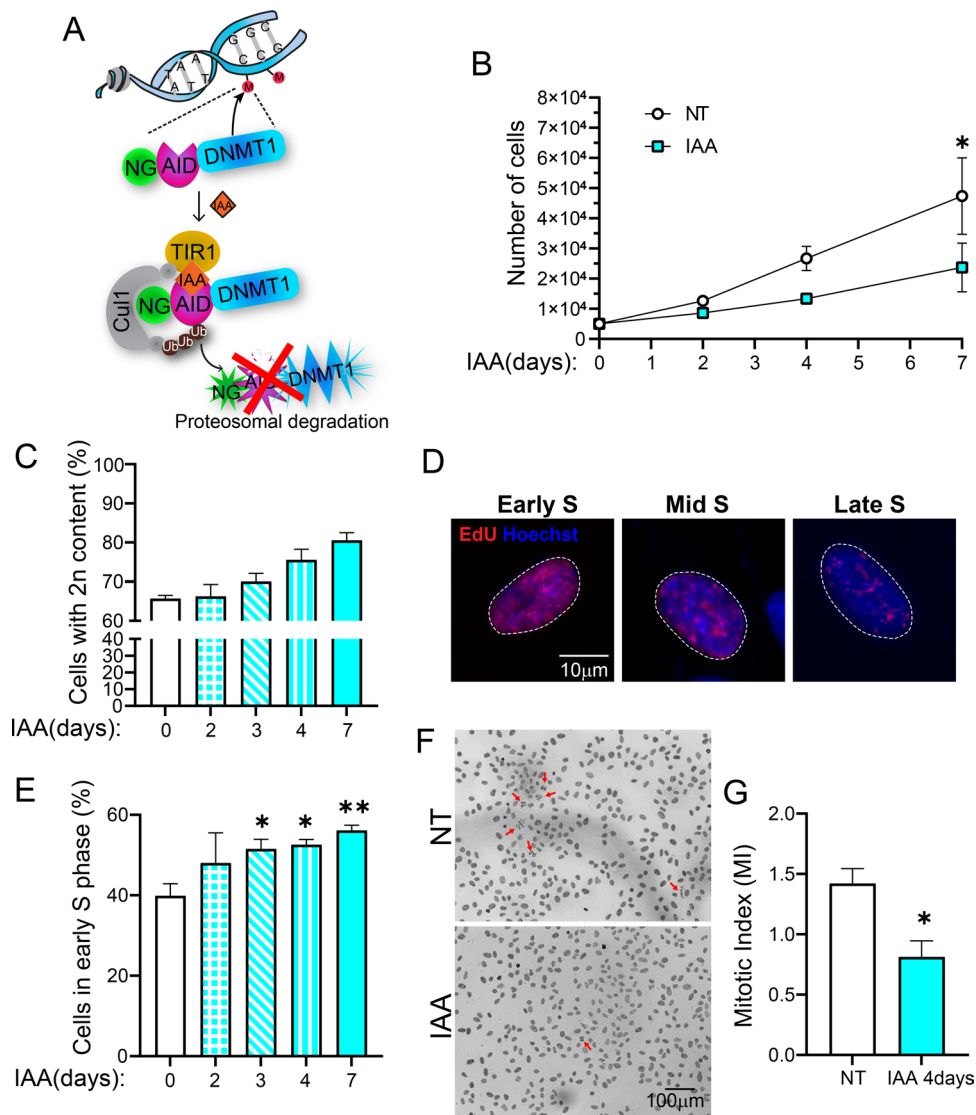 A
T A A
A T T
G G C
C C G
M
M
NG AID DNMT1
IAA
TIR1
IAA
Cul1
NG AID DNMT1
Ub Ub Ub
NG AID DNMT1
Proteosomal degradation
B
Number of cells
8×10⁴
7×10⁴
6×10⁴
5×10⁴
4×10⁴
3×10⁴
2×10⁴
1×10⁴
0
NT
IAA
*
IAA(days): 0 1 2 3 4 5 6 7
C
Cells with 2n content (%)
100
90
80
70
60
40
30
20
10
0
IAA(days): 0 2 3 4 7
D
Early S Mid S Late S
EdU Hoechst
10μm
E
Cells in early S phase (%)
60
40
20
0
* * **
IAA(days): 0 2 3 4 7
F
NT
IAA
100μm
G
Mitotic Index (MI)
2.0
1.5
1.0
0.5
0.0
*
NT IAA 4days